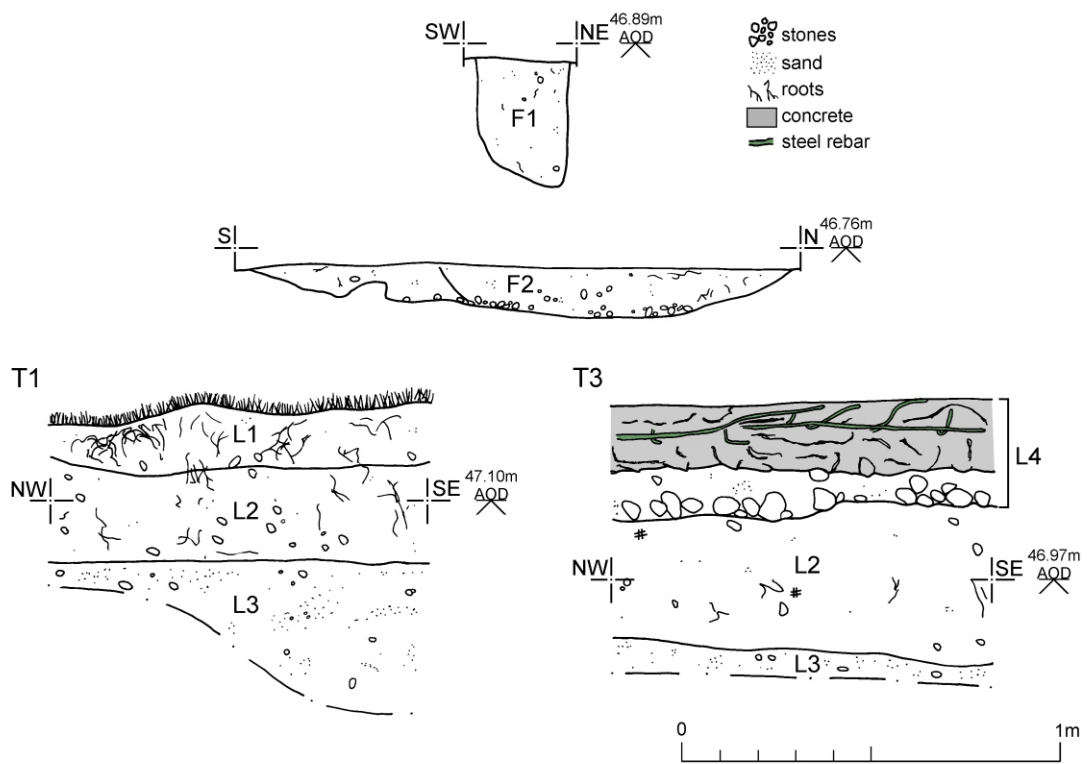 46.89m
SW NE AOD
F1
stones
sand
roots
concrete
steel rebar
46.76m
S N AOD
F2
T1
L1
47.10m
NW SE AOD
L2
L3
T3
L4
46.97m
NW L2 SE AOD
L3
0 1m